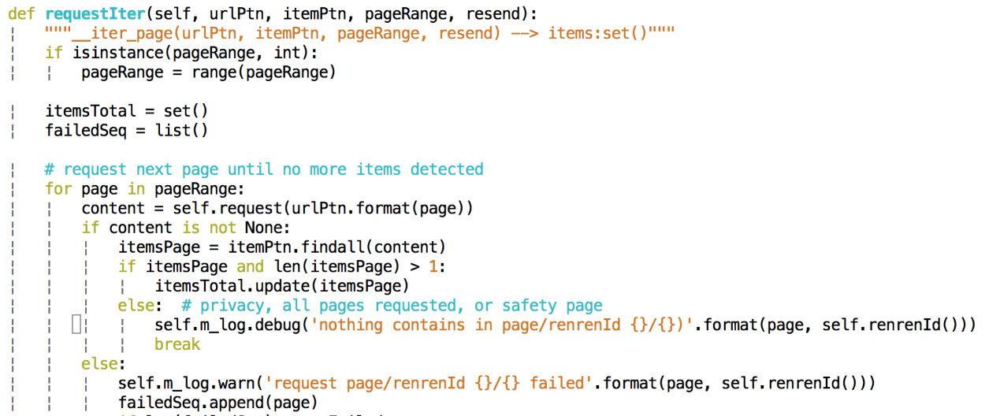 def requestIter(self, urlPtn, itemPtn, pageRange, resend):
    """__iter_page(urlPtn, itemPtn, pageRange, resend) --> items:set()"""
    if isinstance(pageRange, int):
        pageRange = range(pageRange)

    itemsTotal = set()
    failedSeq = list()

    # request next page until no more items detected
    for page in pageRange:
        content = self.request(urlPtn.format(page))
        if content is not None:
            itemsPage = itemPtn.findall(content)
            if itemsPage and len(itemsPage) > 1:
                itemsTotal.update(itemsPage)
            else:  # privacy, all pages requested, or safety page
                self.m_log.debug('nothing contains in page/renrenId {}/{})'.format(page, self.renrenId()))
                break
        else:
            self.m_log.warn('request page/renrenId {}/{} failed'.format(page, self.renrenId()))
            failedSeq.append(page)